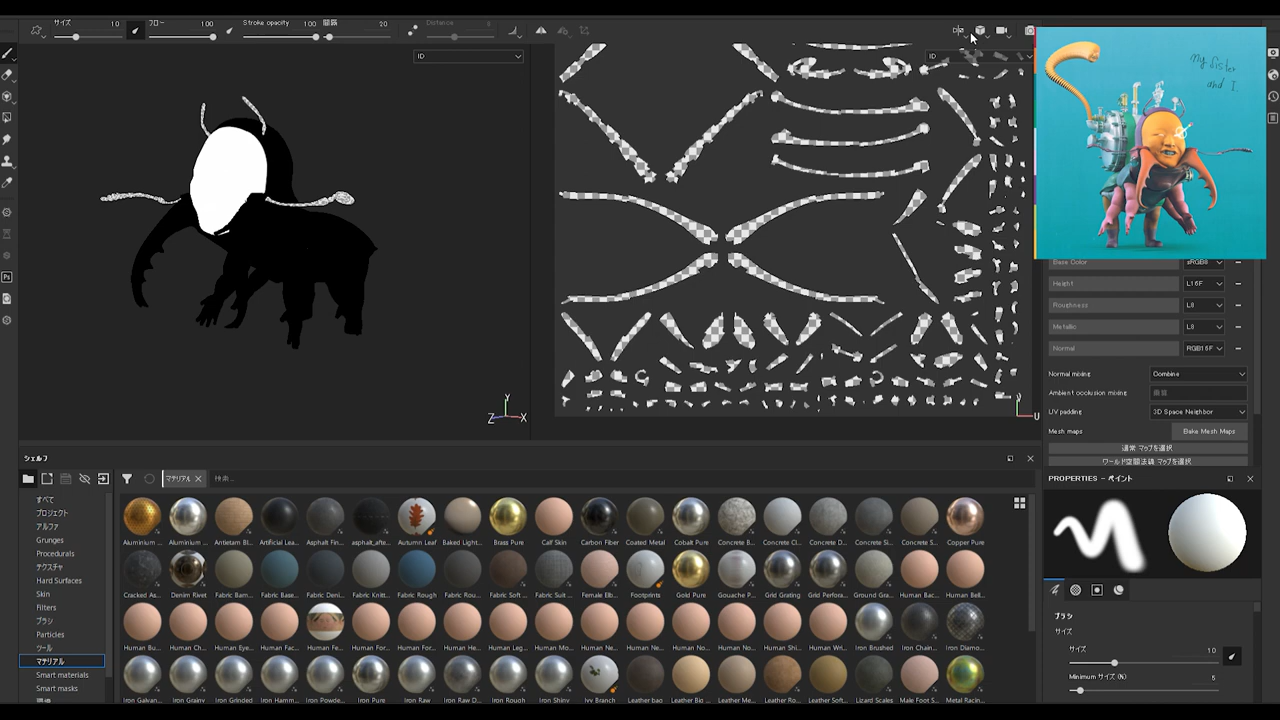 サイズ 10 フロー 100 Stroke opacity 100 間隔 20 Distance 8
ID
ID
My Sister
and I.
Y
Z X
U
Base Color sRGB8
Height L16F
Roughness L8
Metallic L8
Normal RGB16F
Normal mixing Combine
Ambient occlusion mixing
UV padding 3D Space Neighbor
Mesh maps Bake Mesh Maps
通常 マップを選択
ワールド空間法線 マップを選択
シェルフ
マテリアル 検索...
すべて
プロジェクト
アルファ
Grunges
Procedurals
テクスチャ
Hard Surfaces
Skin
Filters
ブラシ
Particles
ツール
マテリアル
Smart materials
Smart masks
Aluminium ... Aluminium ... Antietam Bl... Artificial Lea... Asphalt Fin... asphalt_afte... Autumn Leaf Baked Light... Brass Pure Calf Skin Carbon Fiber Coated Metal Cobalt Pure Concrete B... Concrete Cl... Concrete D... Concrete Si... Concrete S... Copper Pure
Cracked As... Denim Rivet Fabric Bam... Fabric Base... Fabric Deni... Fabric Knitt... Fabric Rough Fabric Rou... Fabric Soft ... Fabric Suit ... Female Elb... Footprints Gold Pure Gouache P... Grid Grating Grid Perfora... Ground Gra... Human Bac... Human Bel...
Human Bu... Human Ch... Human Eye... Human Fac... Human Fe... Human For... Human For... Human He... Human Leg... Human Mo... Human Ne... Human Ne... Human No... Human No... Human Shi... Human Wri... Iron Brushed Iron Chain... Iron Diamo...
Iron Galvan... Iron Grainy Iron Grinded Iron Hamm... Iron Powde... Iron Pure Iron Raw Iron Raw D... Iron Rough Iron Shiny Ivy Branch Leather bag Leather Big ... Leather Me... Leather Rou... Leather Soft... Lizard Scales Male Foot S... Metal Racin...
PROPERTIES - ペイント
ブラシ
サイズ
サイズ 10
Minimum サイズ (%) 5
Ps